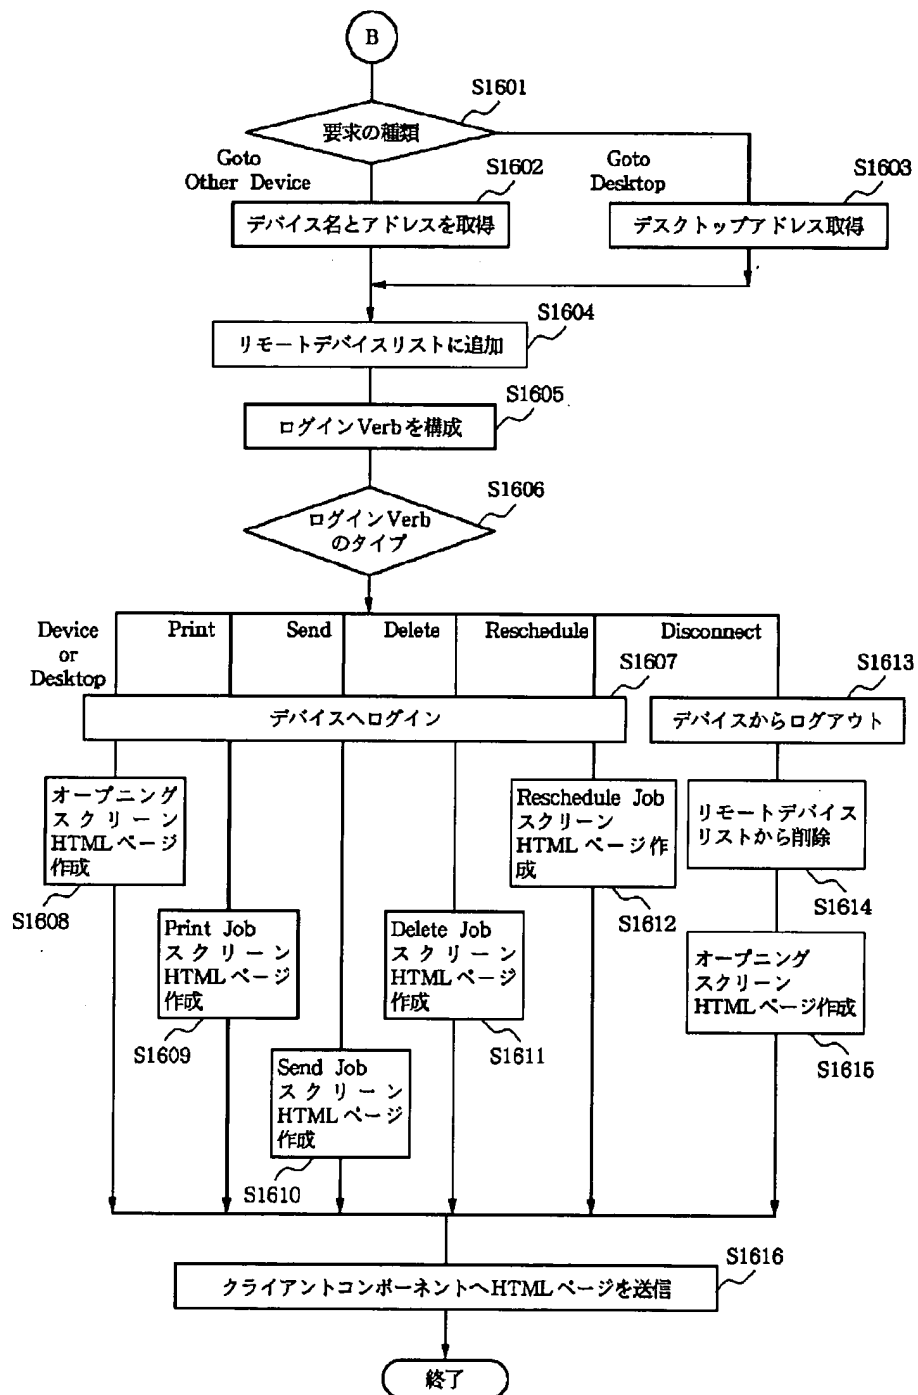 B
S1601
要求の種類
Goto
Other Device
S1602
Goto
Desktop
S1603
デバイス名とアドレスを取得
デスクトップアドレス取得
S1604
リモートデバイスリストに追加
S1605
ログインVerbを構成
S1606
ログインVerb
のタイプ
Device
or
Desktop
Print
Send
Delete
Reschedule
Disconnect
S1607
S1613
デバイスへログイン
デバイスからログアウト
オープニング
スクリーン
HTMLページ
作成
S1608
Reschedule Job
スクリーン
HTMLページ作
成
S1612
リモートデバイス
リストから削除
S1614
Print Job
スクリーン
HTMLページ
作成
S1609
Delete Job
スクリーン
HTMLページ
作成
S1611
オープニング
スクリーン
HTMLページ作成
S1615
Send Job
スクリーン
HTMLページ
作成
S1610
S1616
クライアントコンポーネントへHTMLページを送信
終了